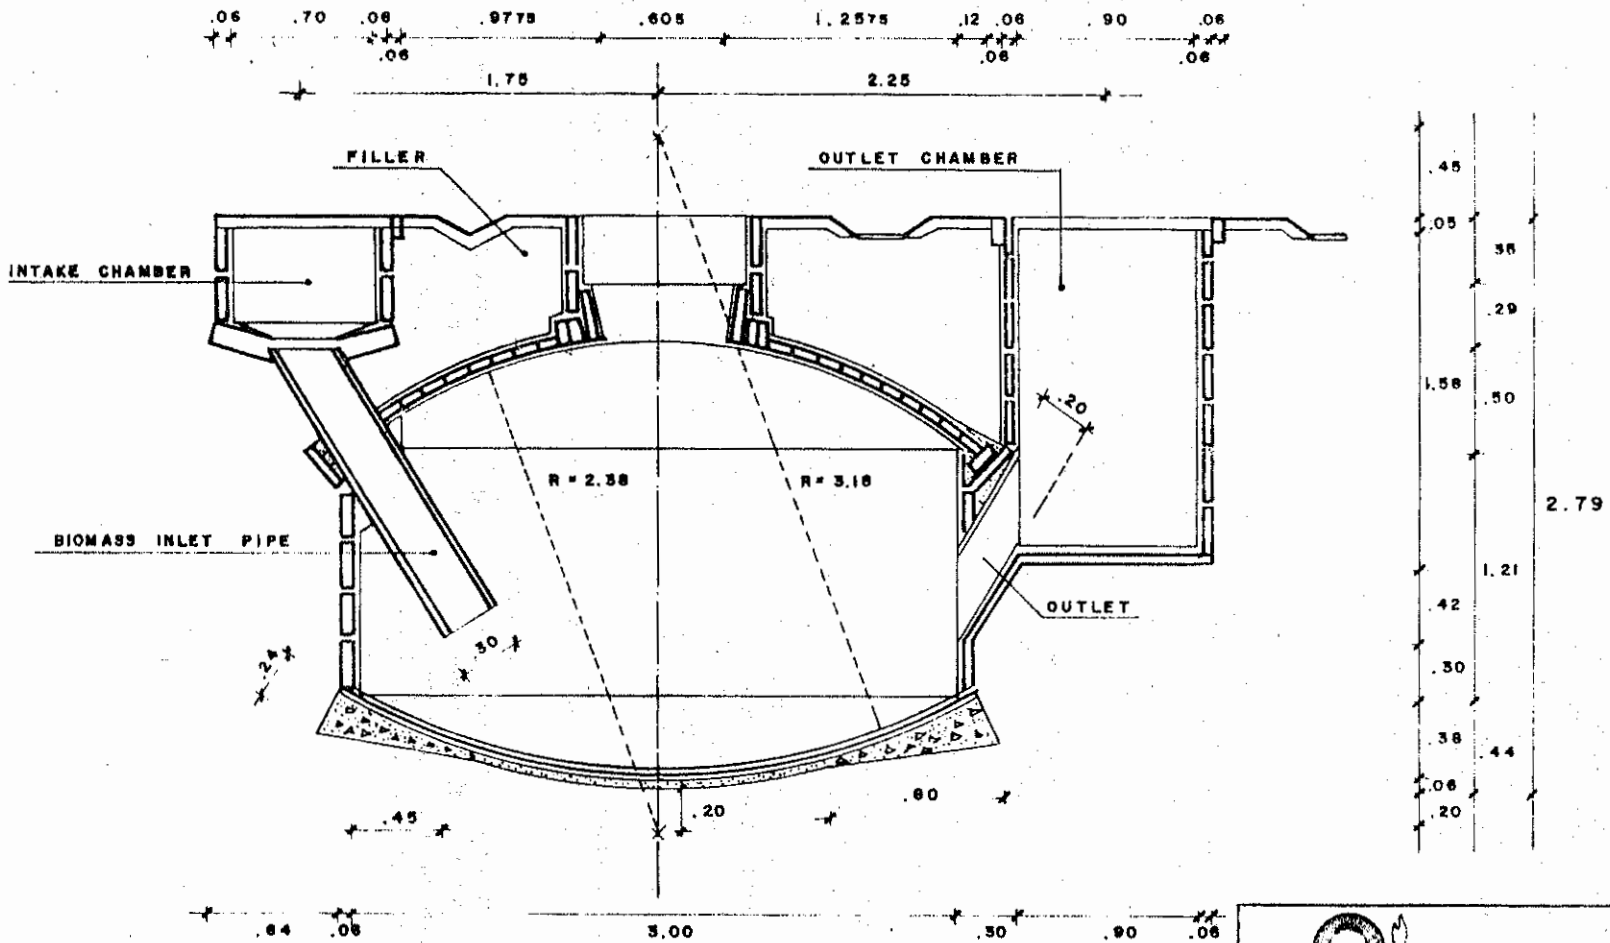 .06 .70 .06 .9775 .605 1.2575 .12 .06 .90 .06
.06 .06 .06
1.75 2.25
FILLER
OUTLET CHAMBER
.45
.05
INTAKE CHAMBER
.29
1.58
.50
.20
R = 2.38
R = 3.18
2.79
BIOMASS INLET PIPE
1.21
OUTLET
.42
.30
.24
.30
.38
.44
.06
.80
.20
.45
.20
.64 .06 3.00 .30 .90 .06